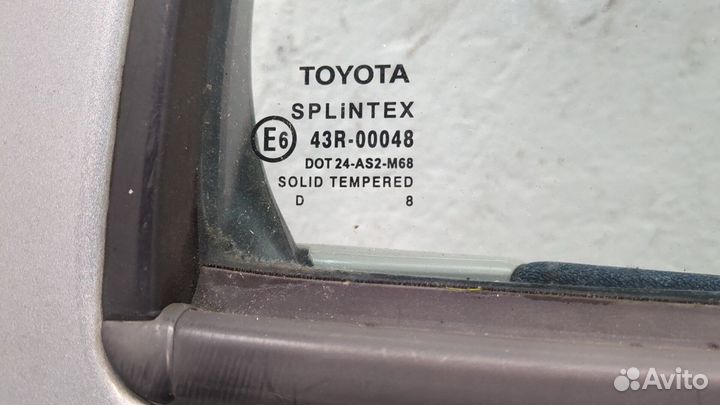 TOYOTA
SPLiNTEX
E6 43R-00048
DOT 24-AS2-M68
SOLID TEMPERED
D 8
Avito